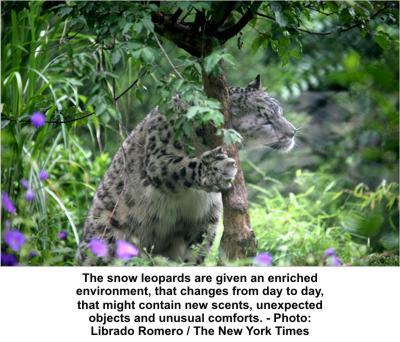 The snow leopards are given an enriched
environment, that changes from day to day,
that might contain new scents, unexpected
objects and unusual comforts. - Photo:
Librado Romero / The New York Times